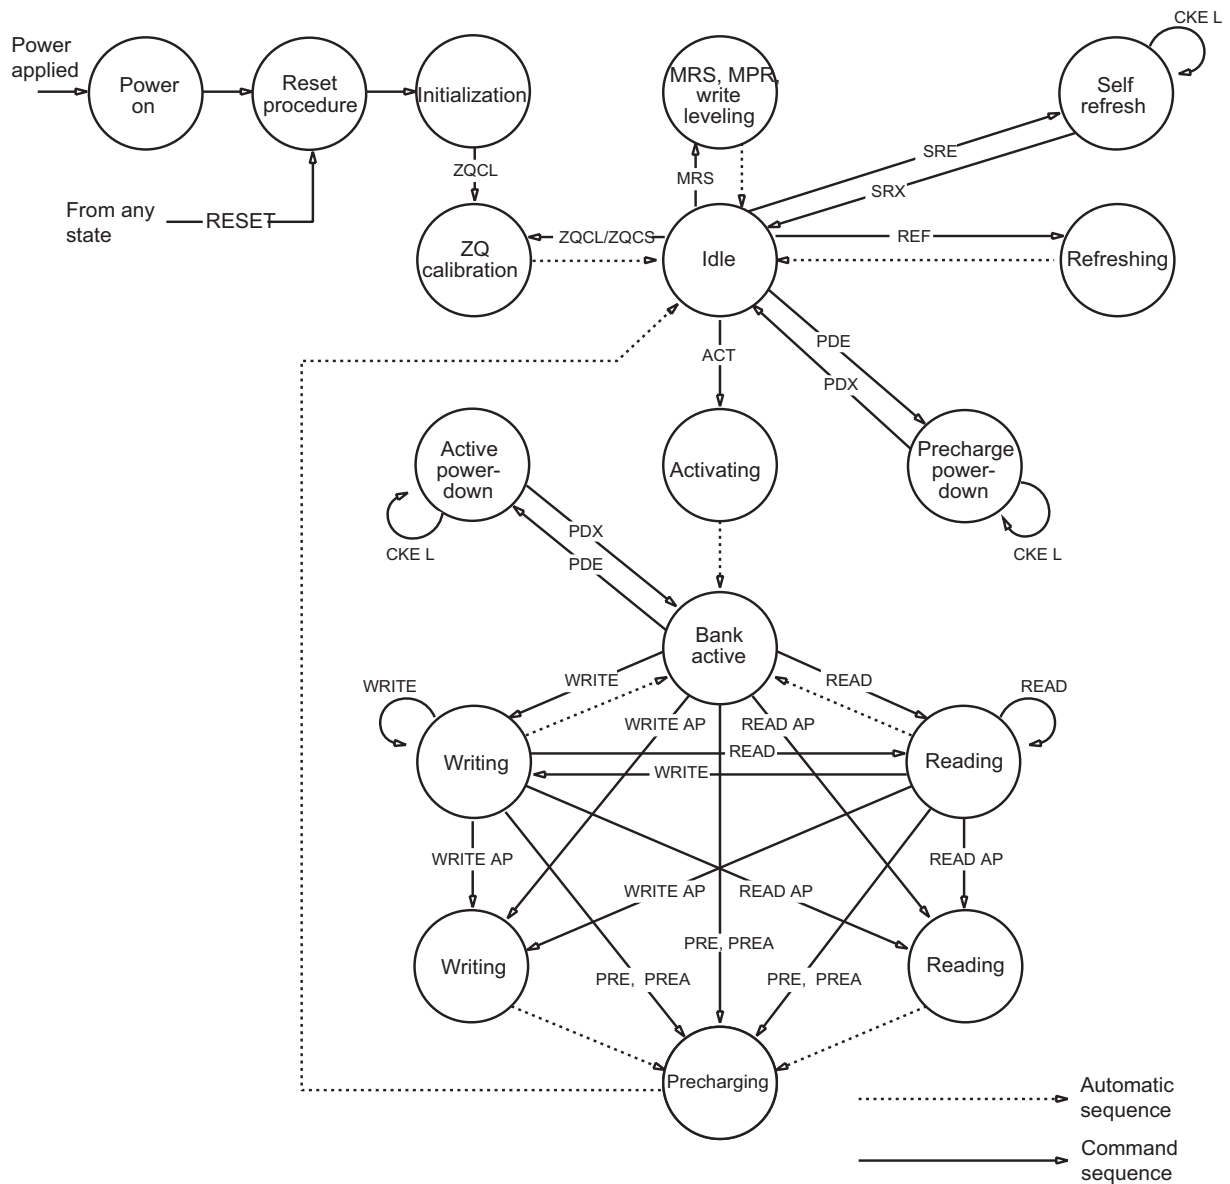 Power
applied
Power
on
Reset
procedure
Initialization
MRS, MPR,
write
leveling
Self
refresh
CKE L
ZQCL
MRS
SRE
SRX
From any
state
RESET
ZQ
calibration
ZQCL/ZQCS
Idle
REF
Refreshing
ACT
PDE
PDX
Active
power-
down
CKE L
Activating
Precharge
power-
down
CKE L
PDX
PDE
Bank
active
WRITE
WRITE
READ
READ
WRITE AP
READ AP
Writing
READ
WRITE
Reading
WRITE AP
READ AP
WRITE AP
READ AP
Writing
PRE, PREA
Reading
PRE, PREA
PRE, PREA
Precharging
Automatic
sequence
Command
sequence